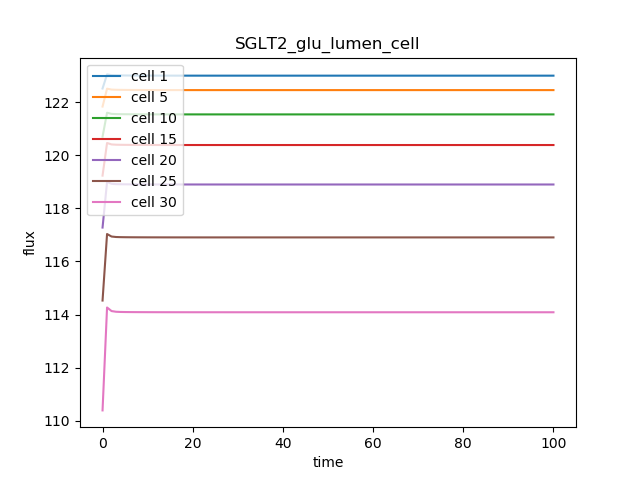 SGLT2_glu_lumen_cell
cell 1
cell 5
cell 10
cell 15
cell 20
cell 25
cell 30
122
120
118
116
114
112
110
flux
0
20
40
60
80
100
time